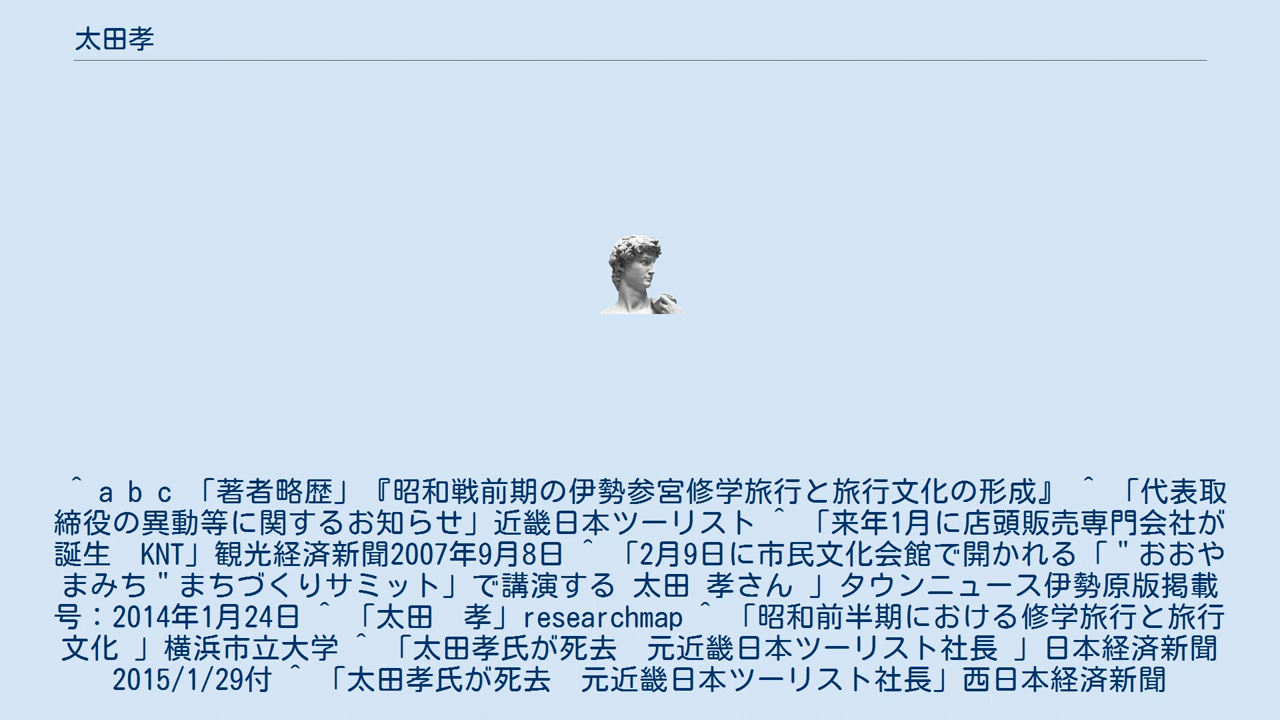 太田孝
^ a b c 「著者略歴」『昭和戦前期の伊勢参宮修学旅行と旅行文化の形成』 ^ 「代表取
締役の異動等に関するお知らせ」近畿日本ツーリスト ^ 「来年1月に店頭販売専門会社が
誕生　KNT」観光経済新聞2007年9月8日 ^ 「2月9日に市民文化会館で開かれる「＂おおや
まみち＂まちづくりサミット」で講演する 太田 孝さん 」タウンニュース伊勢原版掲載
号：2014年1月24日 ^ 「太田　孝」researchmap ^ 「昭和前半期における修学旅行と旅行
文化 」横浜市立大学 ^ 「太田孝氏が死去　元近畿日本ツーリスト社長 」日本経済新聞
2015/1/29付 ^ 「太田孝氏が死去　元近畿日本ツーリスト社長」西日本経済新聞